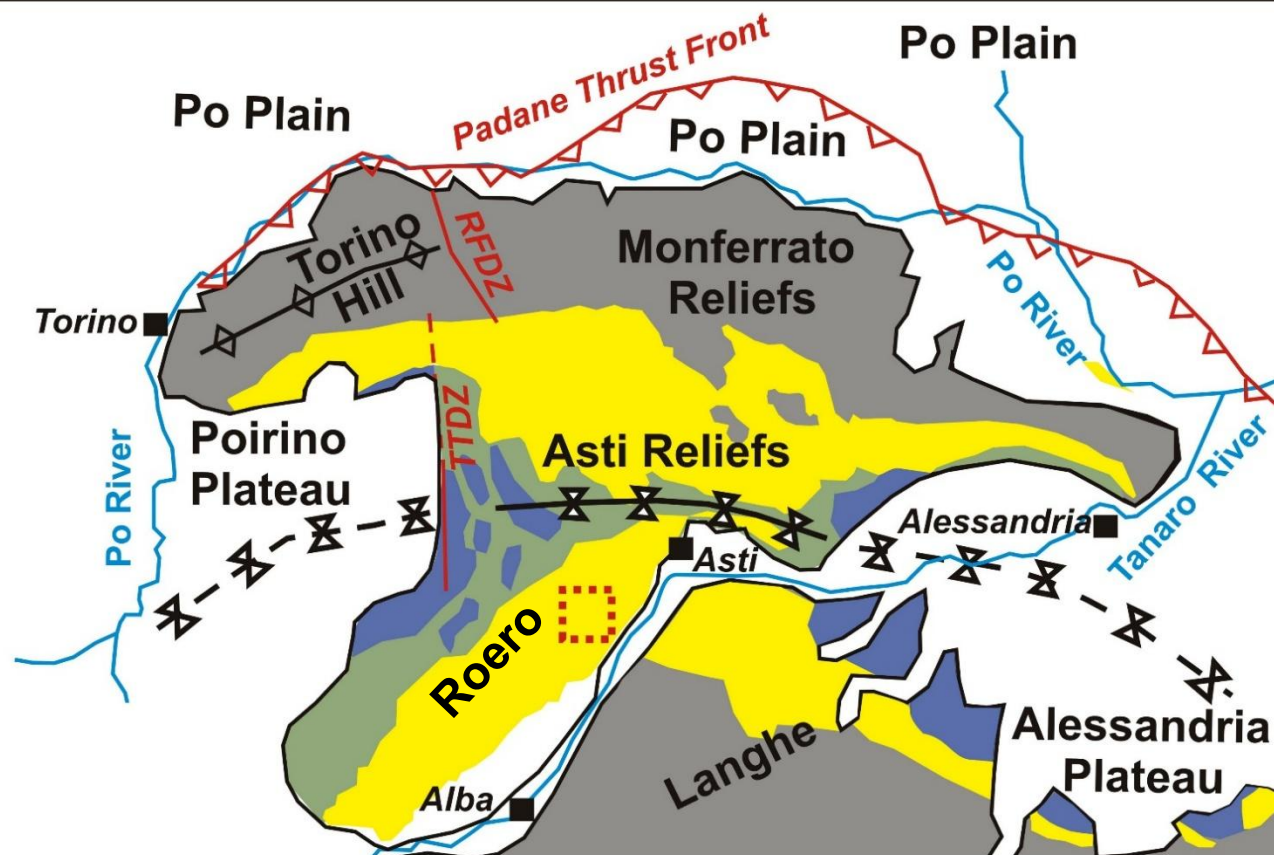 Po Plain
Padane Thrust Front
Po Plain
Po Plain
Torino
Hill
RFDZ
Monferrato
Reliefs
Po River
Torino
TTDZ
Poirino
Plateau
Asti Reliefs
Po River
Alessandria
Tanaro River
Asti
Roero
Alessandria
Plateau
Langhe
Alba